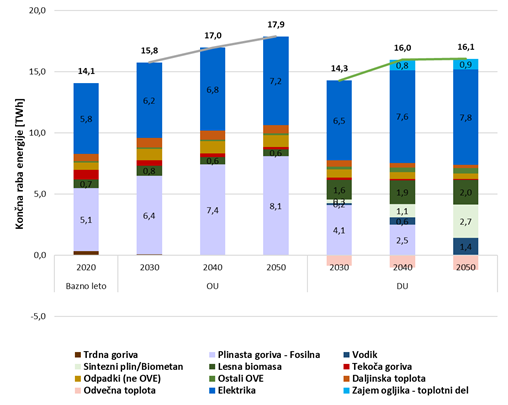 Končna raba energije [TWh]
20,0
15,0
10,0
5,0
0,0
-5,0
14,1
15,8
17,0
17,9
14,3
16,0
16,1
5,8
0,7
5,1
6,2
0,8
6,4
6,8
0,6
7,4
7,2
0,6
8,1
6,5
1,6
0,2
4,1
0,8
7,6
1,9
1,1
0,6
2,5
0,9
7,8
2,0
2,7
1,4
2020
2030
2040
2050
2030
2040
2050
Bazno leto
OU
DU
Trdna goriva
Plinasta goriva - Fosilna
Vodik
Sintezni plin/Biometan
Lesna biomasa
Tekoča goriva
Odpadki (ne OVE)
Ostali OVE
Daljinska toplota
Odvečna toplota
Elektrika
Zajem ogljika - toplotni del